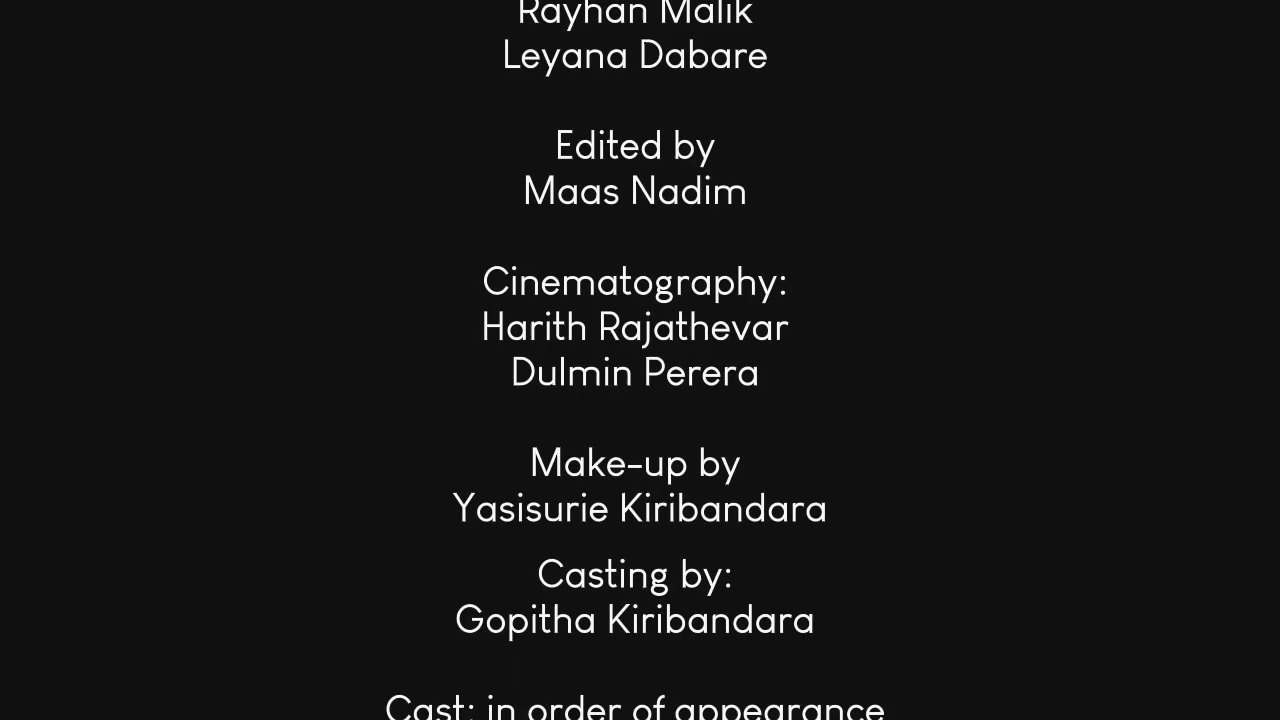 Rayhan Malik
Leyana Dabare
Edited by
Maas Nadim
Cinematography:
Harith Rajathevar
Dulmin Perera
Make-up by
Yasisurie Kiribandara
Casting by:
Gopitha Kiribandara
Cast: in order of appearance